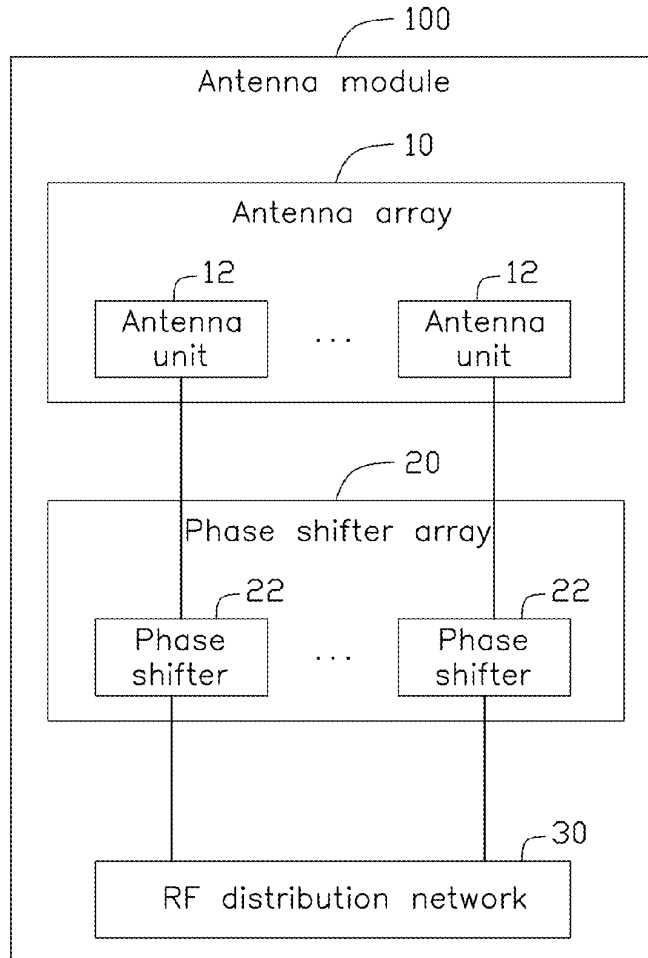 100
Antenna module
10
Antenna array
12 12
Antenna unit ... Antenna unit
20
Phase shifter array
22 22
Phase shifter ... Phase shifter
30
RF distribution network